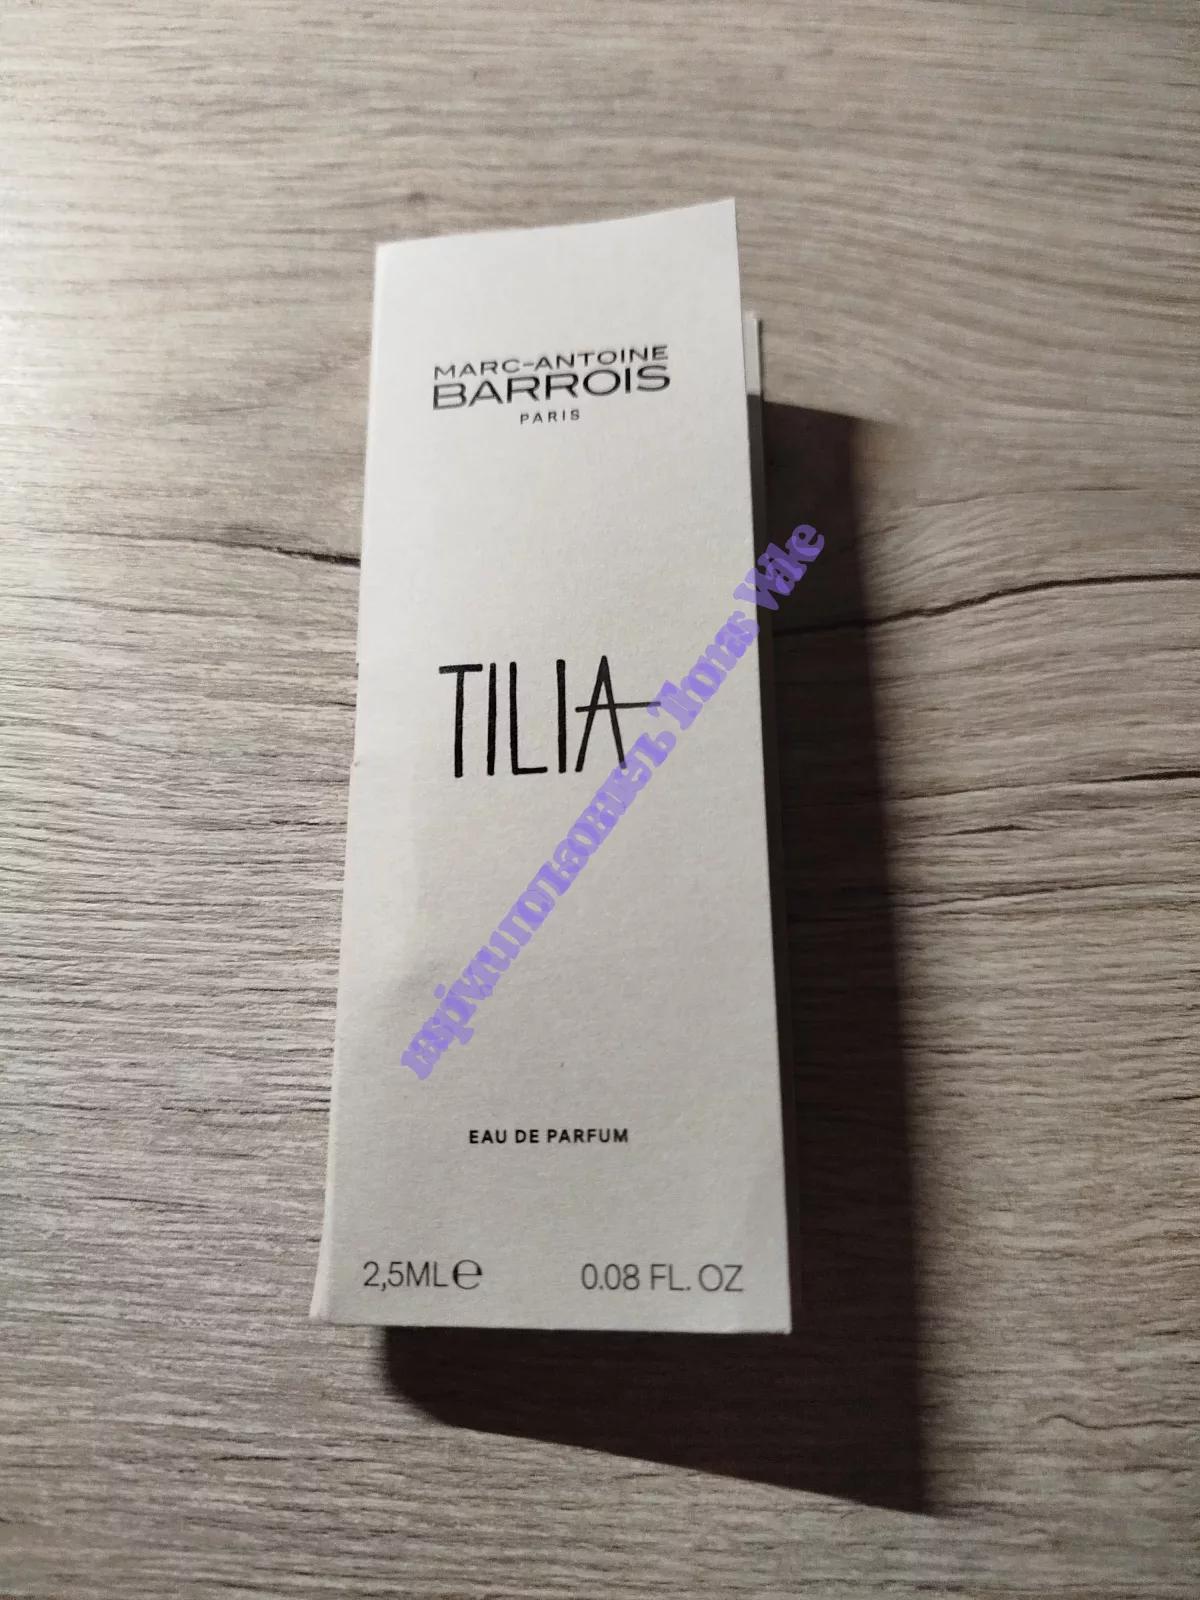 MARC-ANTOINE
BARROIS
PARIS
TILIA
EAU DE PARFUM
2,5ML℮ 0.08 FL. OZ